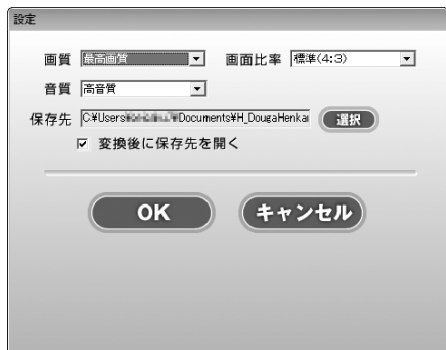 設定
画質 最高画質 画面比率 標準(4:3)
音質 高音質
保存先 C:¥Users¥ ¥Documents¥H_DougaHenkan 選択
変換後に保存先を開く
OK キャンセル